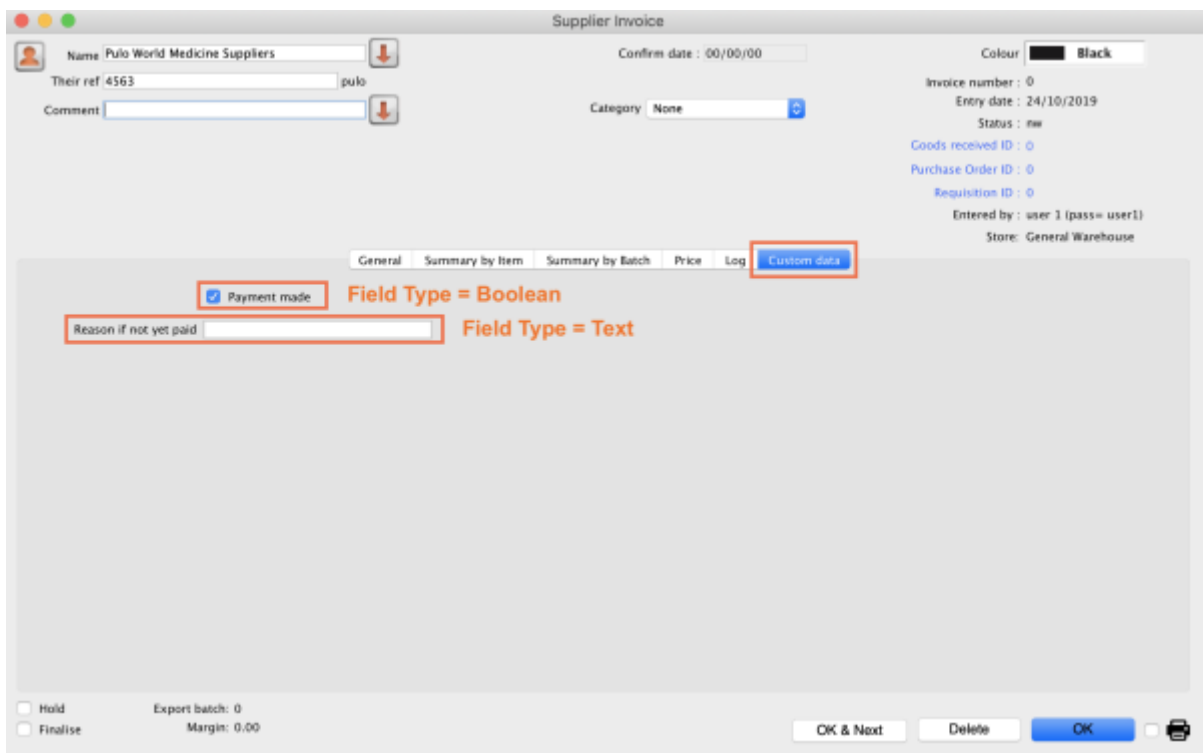 Supplier Invoice
Name Pulo World Medicine Suppliers
Confirm date : 00/00/00
Colour Black
Their ref 4563 pulo
Invoice number : 0
Comment
Category None
Entry date : 24/10/2019
Status : nw
Goods received ID : 0
Purchase Order ID : 0
Requisition ID : 0
Entered by : user 1 (pass= user1)
Store: General Warehouse
General Summary by Item Summary by Batch Price Log Custom data
Payment made Field Type = Boolean
Reason if not yet paid Field Type = Text
Hold Export batch: 0
Finalise Margin: 0.00
OK & Next Delete OK